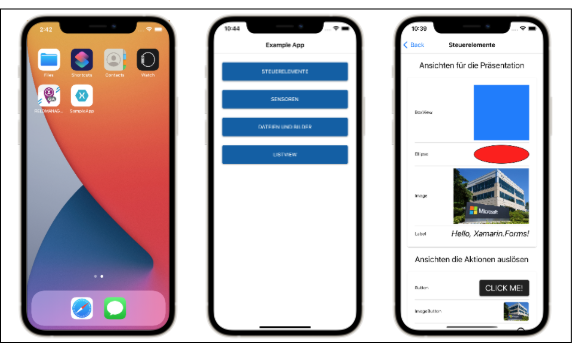 2:42
Files
Shortcuts
Contacts
Watch
Example App
10:44
Example App
STEUERELEMENTE
SENSOREN
DATEIEN UND BILDER
LISTVIEW
10:39
Back
Steuerelemente
Ansichten für die Präsentation
BoxView
Ellipse
Image
Microsoft
Label
Hello, Xamarin.Forms!
Ansichten die Aktionen auslösen
Button
CLICK ME!
ImageButton